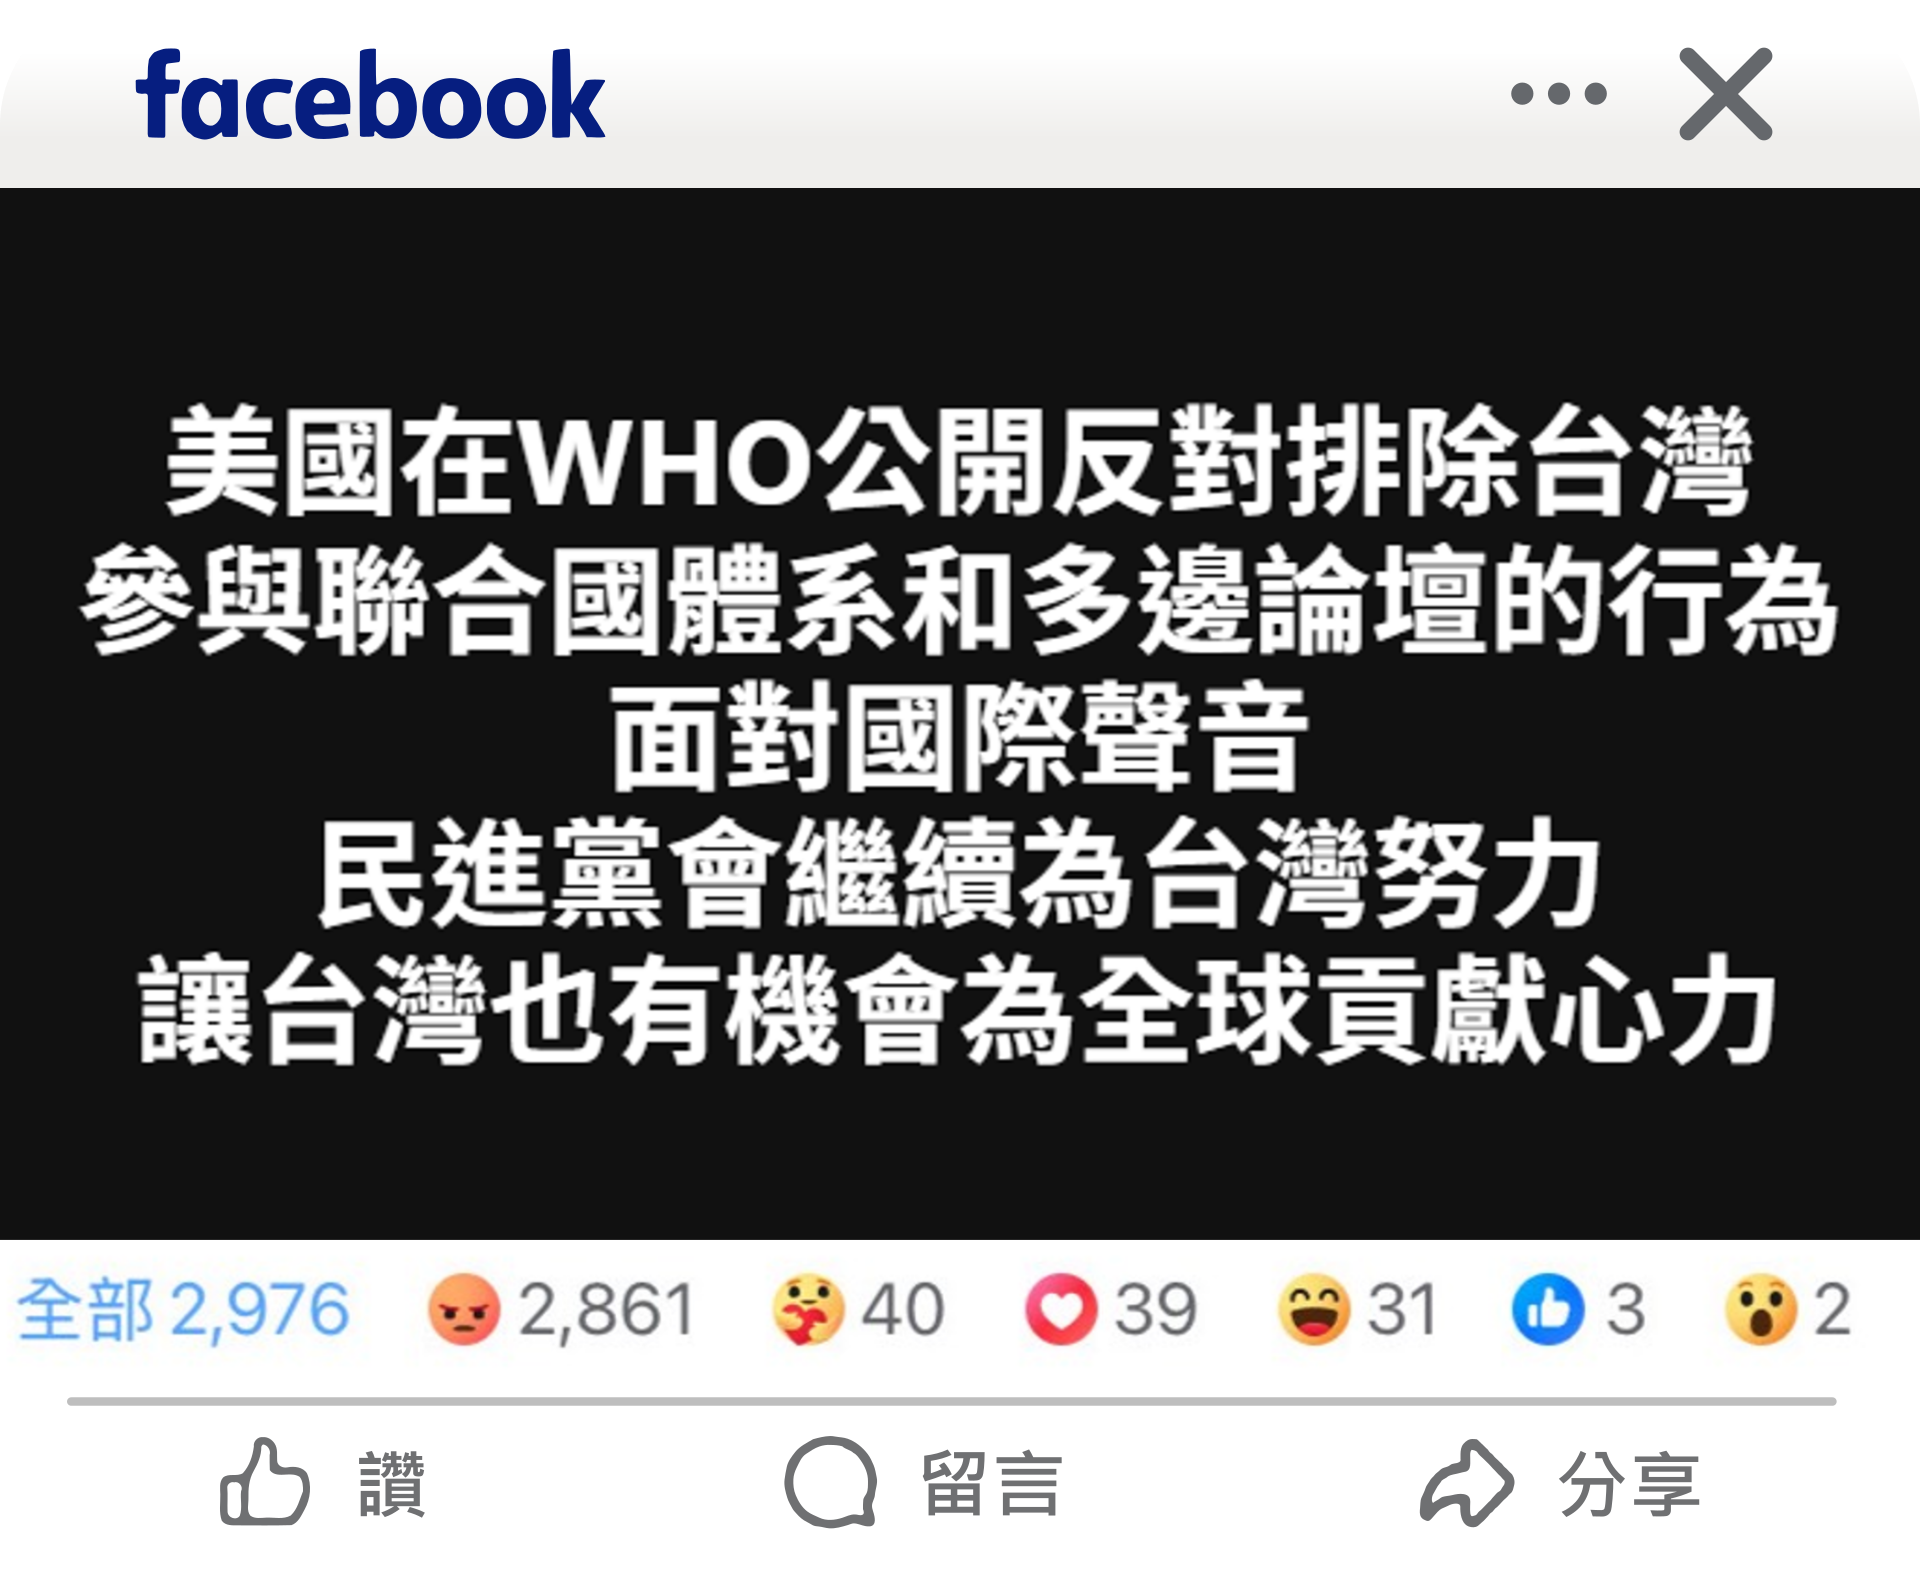 facebook
美國在WHO公開反對排除台灣
參與聯合國體系和多邊論壇的行為
面對國際聲音
民進黨會繼續為台灣努力
讓台灣也有機會為全球貢獻心力
全部 2,976 2,861 40 39 31 3 2
讚 留言 分享